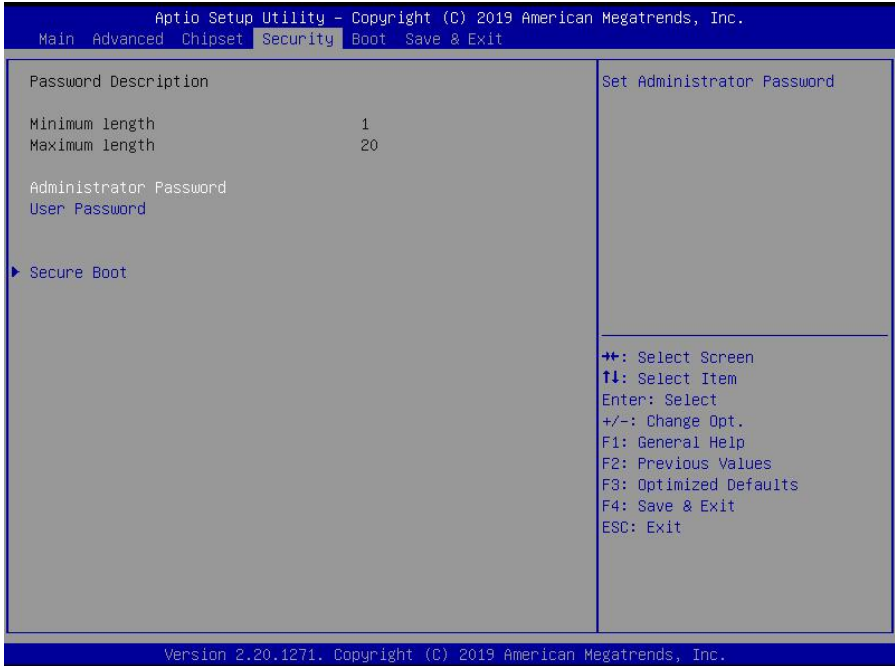 Aptio Setup Utility – Copyright (C) 2019 American Megatrends, Inc.
Main Advanced Chipset Security Boot Save & Exit
Password Description
Minimum length 1
Maximum length 20
Administrator Password
User Password
▶ Secure Boot
Set Administrator Password
→←: Select Screen
↑↓: Select Item
Enter: Select
+/-: Change Opt.
F1: General Help
F2: Previous Values
F3: Optimized Defaults
F4: Save & Exit
ESC: Exit
Version 2.20.1271. Copyright (C) 2019 American Megatrends, Inc.